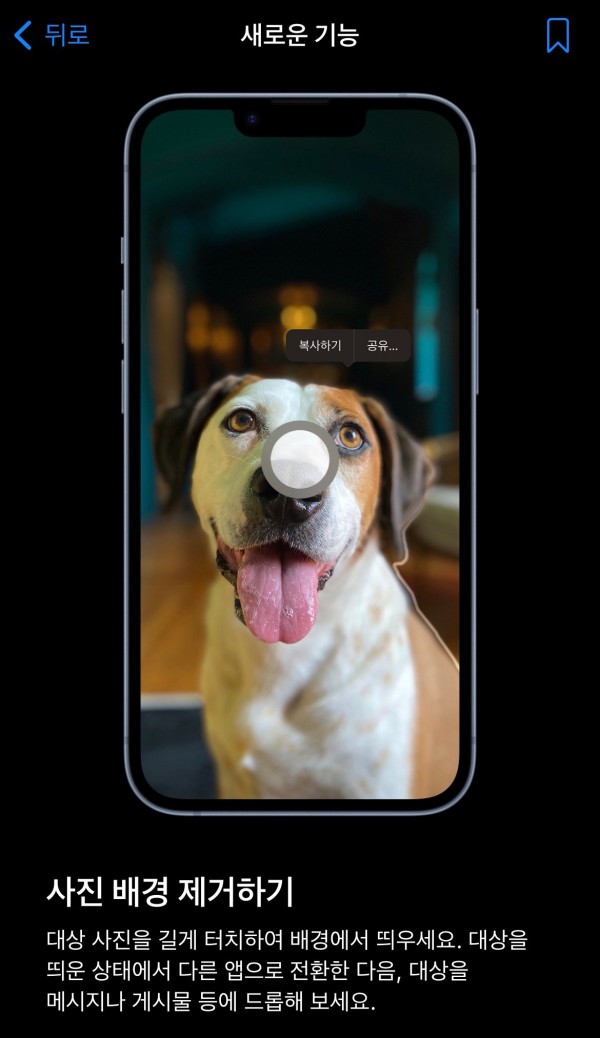 뒤로
새로운 기능
복사하기
공유...
사진 배경 제거하기
대상 사진을 길게 터치하여 배경에서 띄우세요. 대상을
띄운 상태에서 다른 앱으로 전환한 다음, 대상을
메시지나 게시물 등에 드롭해 보세요.